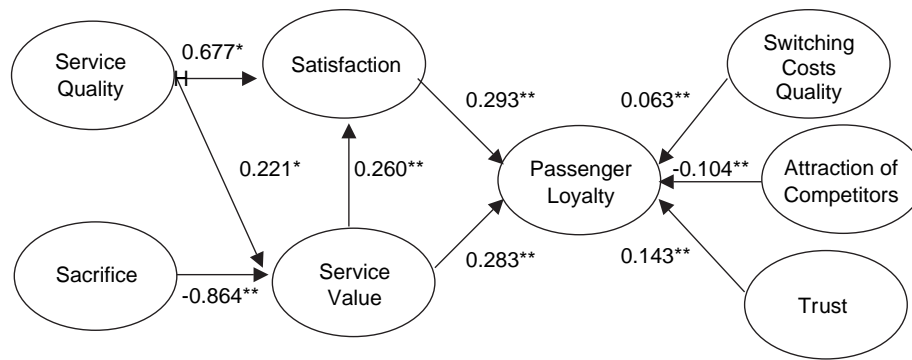 Service
Quality
0.677*
Satisfaction
Switching
Costs
Quality
0.293**
0.063**
0.221*
0.260**
Passenger
Loyalty
-0.104**
Attraction of
Competitors
Sacrifice
-0.864**
Service
Value
0.283**
0.143**
Trust